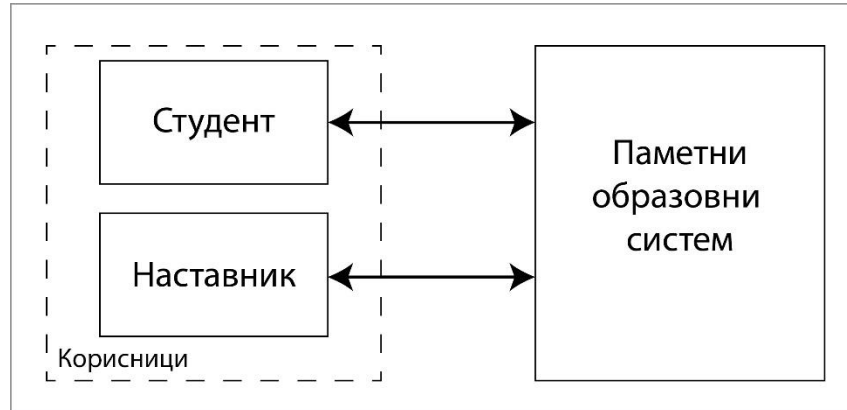 Студент
Наставник
Корисници
Паметни
образовни
систем